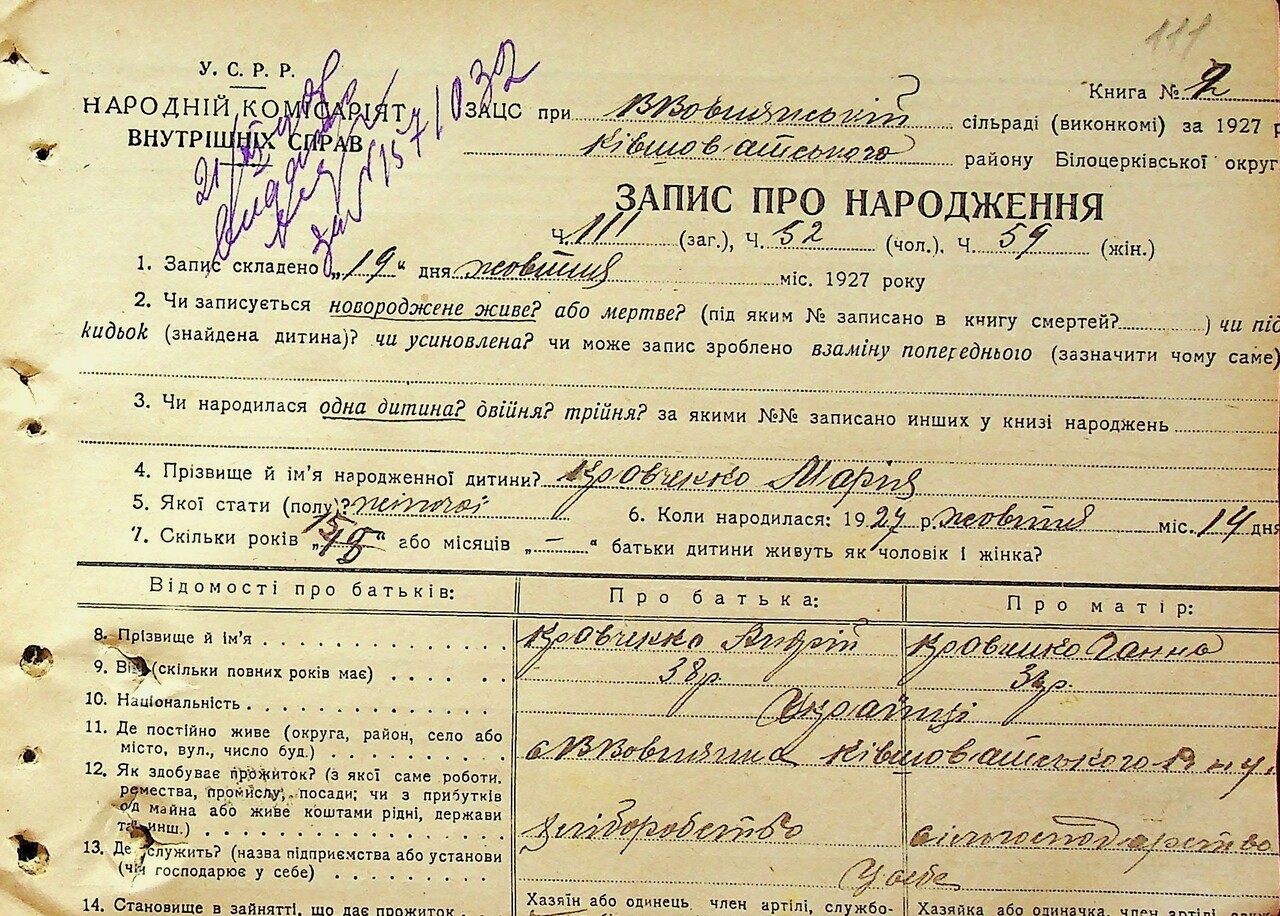 111
У. С. Р. Р.
НАРОДНІЙ КОМІСАРІЯТ
ВНУТРІШНІХ СПРАВ
157 1032
Книга № 2
ЗАЦС при ВВовнянській сільраді (виконкомі) за 1927 р
Ківшоватського району Білоцерківської округ
ЗАПИС ПРО НАРОДЖЕННЯ
Ч. 111 (заг.), Ч. 52 (чол.), Ч. 59 (жін.)
1. Запис складено „19“ дня жовтня міс. 1927 року
2. Чи записується новороджене живе? або мертве? (під яким № записано в книгу смертей? ) чи під
кидьок (знайдена дитина)? чи усиновлена? чи може запис зроблено взаміну попереднього (зазначити чому саме)
3. Чи народилася одна дитина? двійня? трійня? за якими №№ записано инших у книзі народжень
4. Прізвище й ім'я народженної дитини? Кровченко Марія
5. Якої стати (полу)? жіночої 6. Коли народилася: 1927 р. жовтня міс. 14 дня
7. Скільки років „15“ або місяців „—“ батьки дитини живуть як чоловік і жінка?
Відомості про батьків: Про батька: Про матір:
8. Прізвище й ім'я Кровченко Андрій Кровченко Ганна
9. Вік (скільки повних років має) 38р.
10. Національність Українці
11. Де постійно живе (округа, район, село або
місто, вул., число буд.) с ВВовнянка Ківшоватського
12. Як здобуває прожиток? (з якої саме роботи.
ремества, промислу, посади; чи з прибутків
од майна або живе коштами рідні, держави
та инш.) хліборобство сільгосподарство
13. Де служить? (назва підприємства або установи
(чи господарює у себе) У себе
14. Становище в зайнятті, що дає прожиток Хазяїн або одинець, член артілі, службо- Хазяйка або одиначка, член артілі,